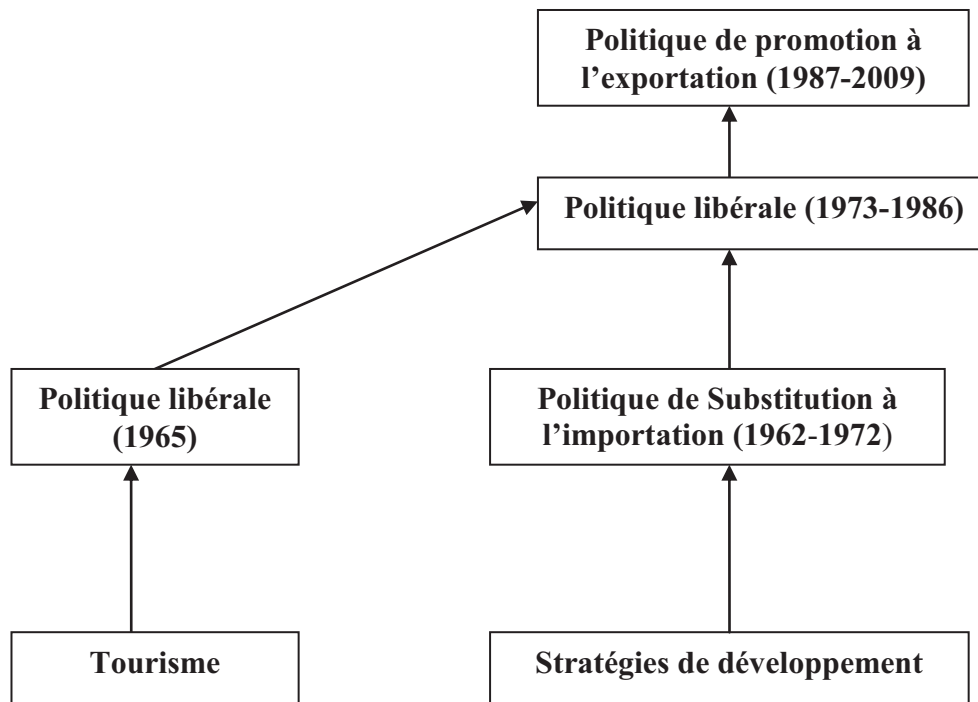 Politique de promotion à
l’exportation (1987-2009)
Politique libérale (1973-1986)
Politique libérale
(1965)
Politique de Substitution à
l’importation (1962-1972)
Tourisme
Stratégies de développement